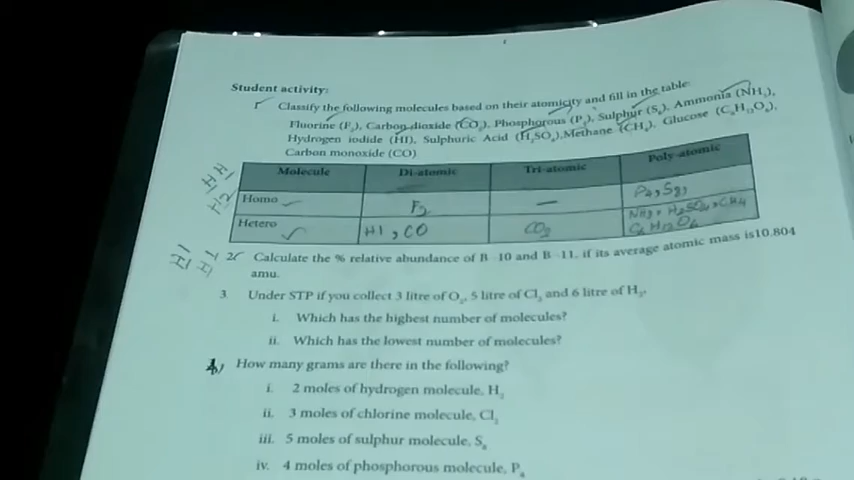 Student activity:
1 Classify the following molecules based on their atomicity and fill in the table:
Fluorine (F₂), Carbon dioxide (CO₂), Phosphorous (P₄), Sulphur (S₈), Ammonia (NH₃),
Hydrogen iodide (HI), Sulphuric Acid (H₂SO₄), Methane (CH₄), Glucose (C₆H₁₂O₆),
Carbon monoxide (CO)
Molecule Di-atomic Tri-atomic Poly-atomic
Homo F₂ — P₄, S₈,
Hetero HI, CO CO₂ NH₃, H₂SO₄, CH₄
C₆H₁₂O₆
2 Calculate the % relative abundance of B -10 and B -11, if its average atomic mass is 10.804
amu.
3 Under STP if you collect 3 litre of O₂, 5 litre of Cl₂ and 6 litre of H₂,
i. Which has the highest number of molecules?
ii. Which has the lowest number of molecules?
4) How many grams are there in the following?
i. 2 moles of hydrogen molecule, H₂
ii. 3 moles of chlorine molecule, Cl₂
iii. 5 moles of sulphur molecule, S₈
iv. 4 moles of phosphorous molecule, P₄